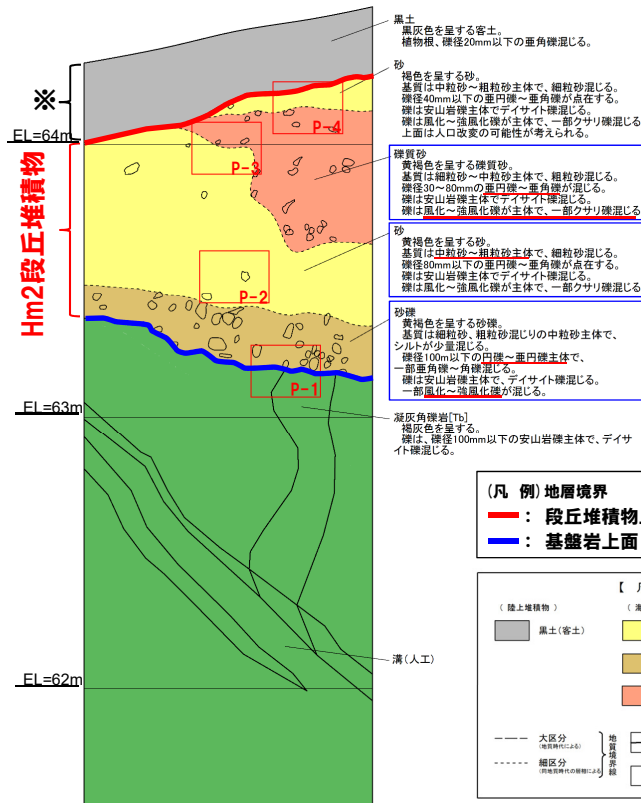 黒土
黒灰色を呈する客土。
植物根、礫径20mm以下の亜角礫混じる。
砂
褐色を呈する砂。
基質は中粒砂～粗粒砂主体で、細粒砂混じる。
礫径40mm以下の亜円礫～亜角礫が点在する。
礫は安山岩礫主体でデイサイト礫混じる。
礫は風化～強風化礫が主体で、一部クサリ礫混じる。
上面は人口改変の可能性が考えられる。
※
EL=64m
P-4
P-3
礫質砂
黄褐色を呈する礫質砂。
基質は細粒砂～中粒砂主体で、粗粒砂混じる。
礫径30～80mmの亜円礫～亜角礫が混じる。
礫は安山岩礫主体でデイサイト礫混じる。
礫は風化～強風化礫が主体で、一部クサリ礫混じる
Hm2段丘堆積物
砂
黄褐色を呈する砂。
基質は中粒砂～粗粒砂主体で、細粒砂混じる。
礫径80mm以下の亜円礫～亜角礫が点在する。
礫は安山岩礫主体でデイサイト礫混じる。
礫は風化～強風化礫が主体で、一部クサリ礫混じる
P-2
砂礫
黄褐色を呈する砂礫。
基質は細粒砂、粗粒砂混じりの中粒砂主体で、
シルトが少量混じる。
礫径100m以下の円礫～亜円礫主体で、
一部亜角礫～角礫混じる。
礫は安山岩礫主体で、デイサイト礫混じる。
一部風化～強風化礫が混じる。
P-1
EL=63m
凝灰角礫岩[Tb]
褐灰色を呈する。
礫は、礫径100mm以下の安山岩礫主体で、デイサ
イト礫混じる。
(凡 例)地層境界
： 段丘堆積物
： 基盤岩上面
【 凡
( 陸上堆積物 )
( 海
黒土(客土)
溝(人工)
EL=62m
大区分
(地質時代による)
細区分
(同地質時代の層相による)
地質境界線